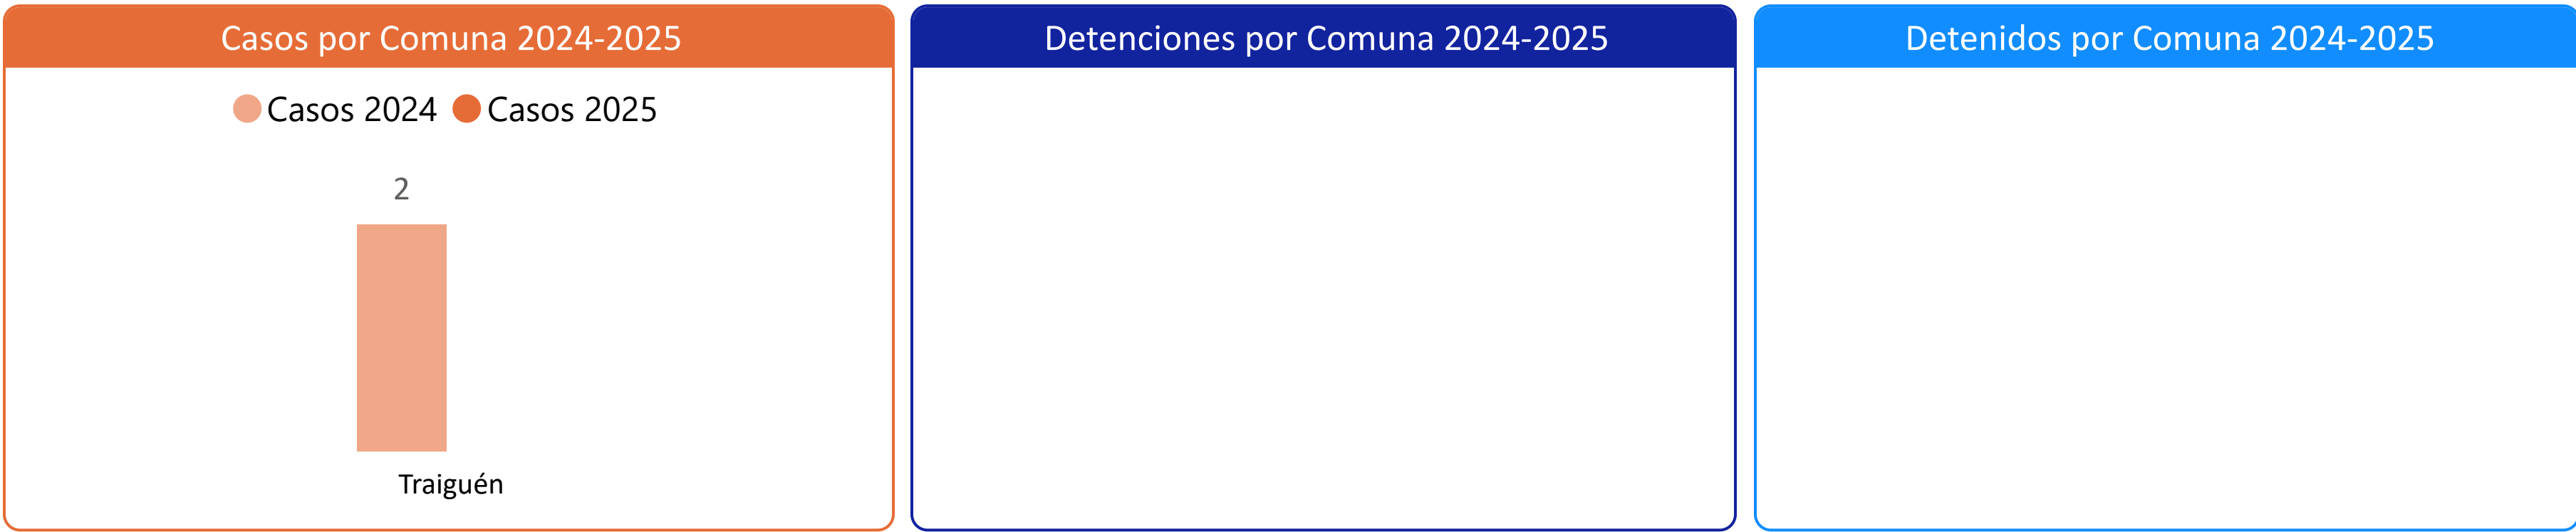 Casos por Comuna 2024-2025
Casos 2024 Casos 2025
2
Traiguén
Detenciones por Comuna 2024-2025
Detenidos por Comuna 2024-2025